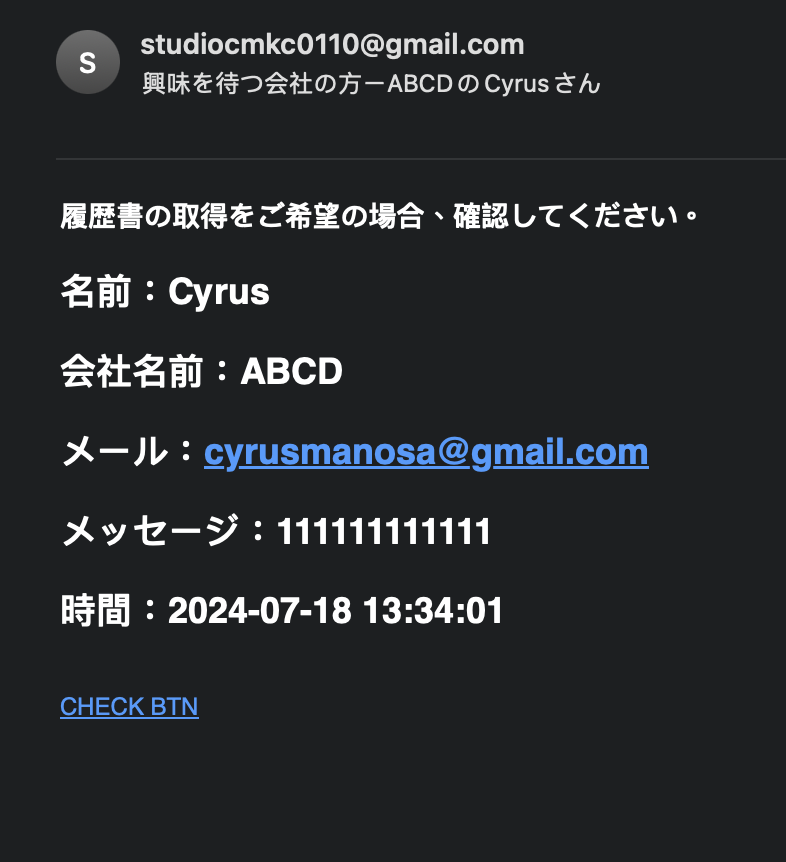 S
studiocmkc0110@gmail.com
興味を待つ会社の方ーABCDのCyrusさん
履歴書の取得をご希望の場合、確認してください。
名前：Cyrus
会社名前：ABCD
メール：cyrusmanosa@gmail.com
メッセージ：111111111111
時間：2024-07-18 13:34:01
CHECK BTN